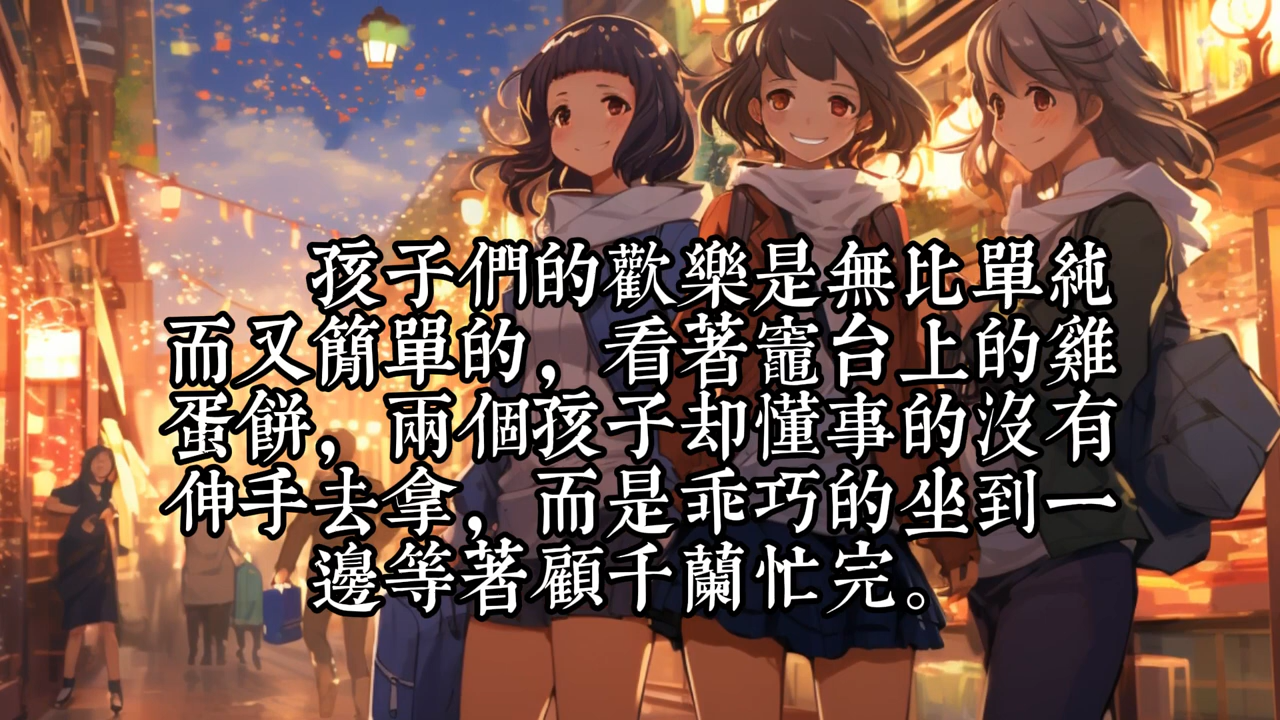 孩子們的歡樂是無比單純
而又簡單的，看著竈台上的雞
蛋餅，兩個孩子却懂事的沒有
伸手去拿，而是乖巧的坐到一
邊等著顧千蘭忙完。